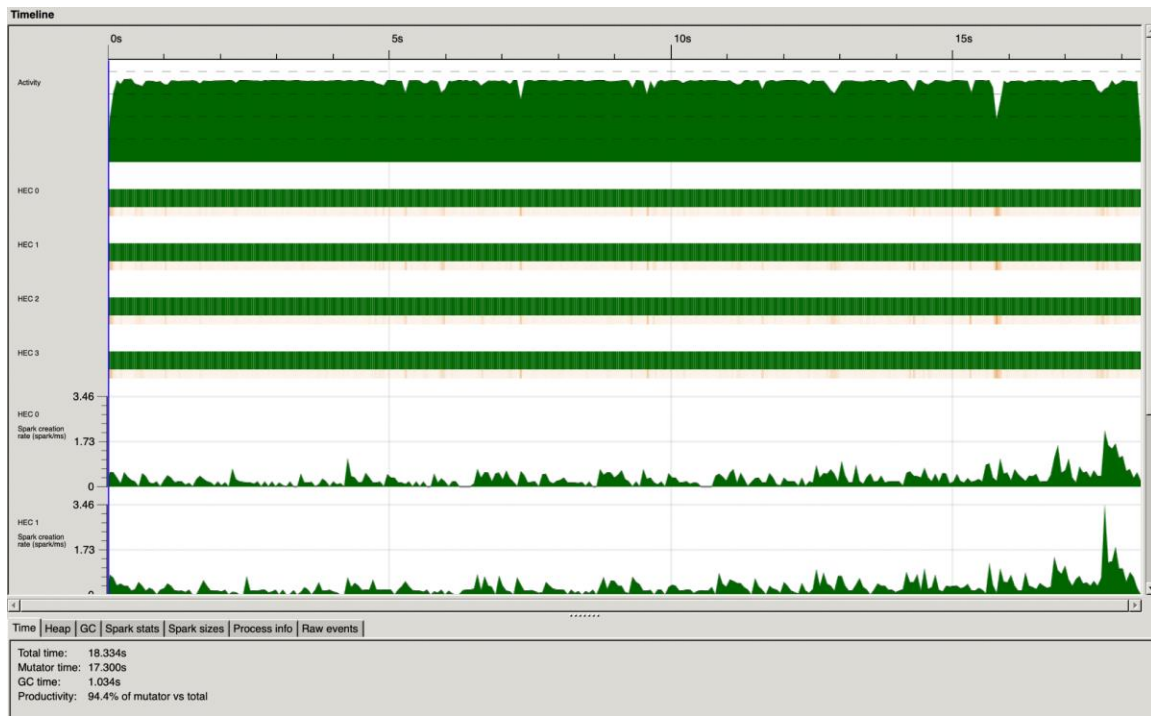 Timeline
0s 5s 10s 15s
Activity
HEC 0
HEC 1
HEC 2
HEC 3
3.46
HEC 0
Spark creation
rate (spark/ms)
1.73
0
3.46
HEC 1
Spark creation
rate (spark/ms)
1.73
0
Time Heap GC Spark stats Spark sizes Process info Raw events
Total time: 18.334s
Mutator time: 17.300s
GC time: 1.034s
Productivity: 94.4% of mutator vs total